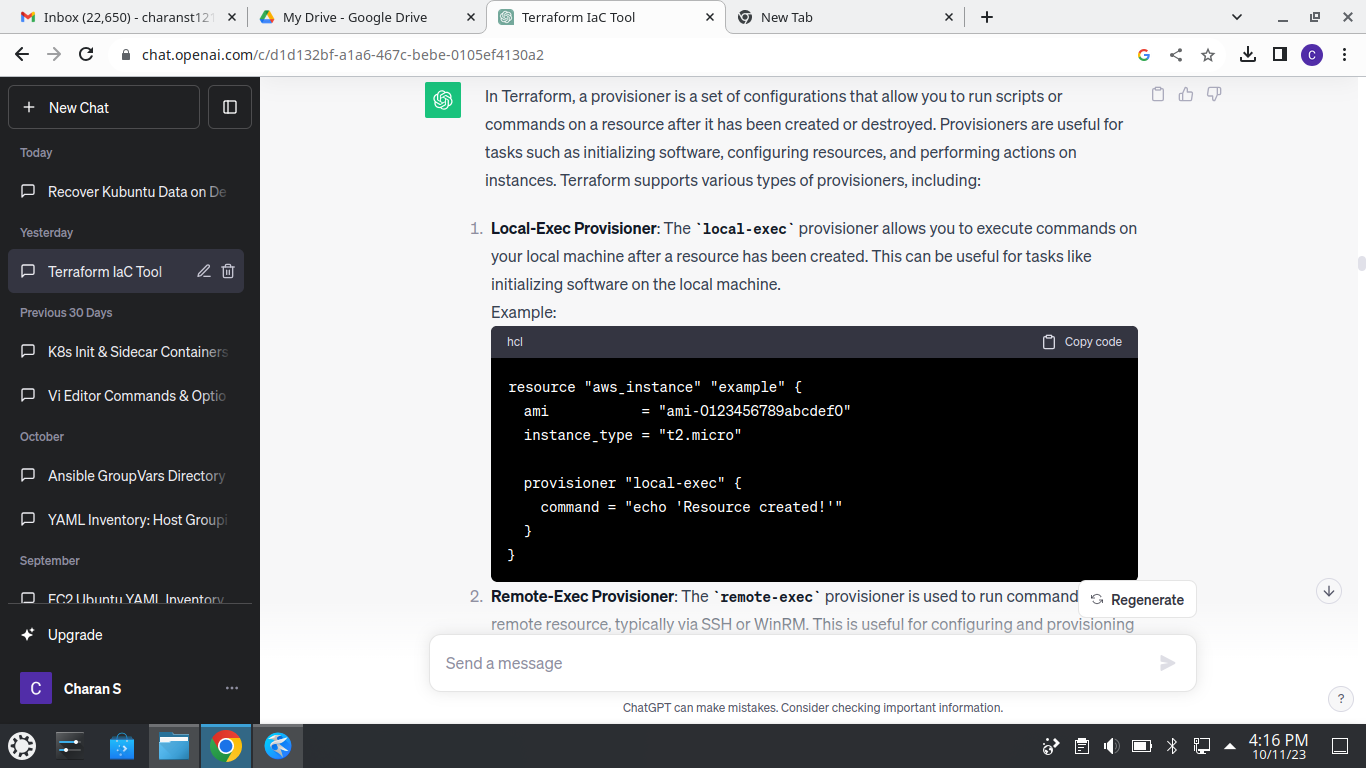 Inbox (22,650) - charanst121
My Drive - Google Drive
Terraform IaC Tool
New Tab
chat.openai.com/c/d1d132bf-a1a6-467c-bebe-0105ef4130a2
C
New Chat
Today
Recover Kubuntu Data on De
Yesterday
Terraform IaC Tool
Previous 30 Days
K8s Init & Sidecar Containers
Vi Editor Commands & Optio
October
Ansible GroupVars Directory
YAML Inventory: Host Groupi
September
EC2 Ubuntu YAML Inventory
Upgrade
C
Charan S
In Terraform, a provisioner is a set of configurations that allow you to run scripts or
commands on a resource after it has been created or destroyed. Provisioners are useful for
tasks such as initializing software, configuring resources, and performing actions on
instances. Terraform supports various types of provisioners, including:
1. Local-Exec Provisioner: The `local-exec` provisioner allows you to execute commands on
your local machine after a resource has been created. This can be useful for tasks like
initializing software on the local machine.
Example:
hcl
Copy code
resource "aws_instance" "example" {
  ami           = "ami-0123456789abcdef0"
  instance_type = "t2.micro"
  provisioner "local-exec" {
    command = "echo 'Resource created!'"
  }
}
2. Remote-Exec Provisioner: The `remote-exec` provisioner is used to run command
remote resource, typically via SSH or WinRM. This is useful for configuring and provisioning
Regenerate
Send a message
ChatGPT can make mistakes. Consider checking important information.
?
4:16 PM
10/11/23